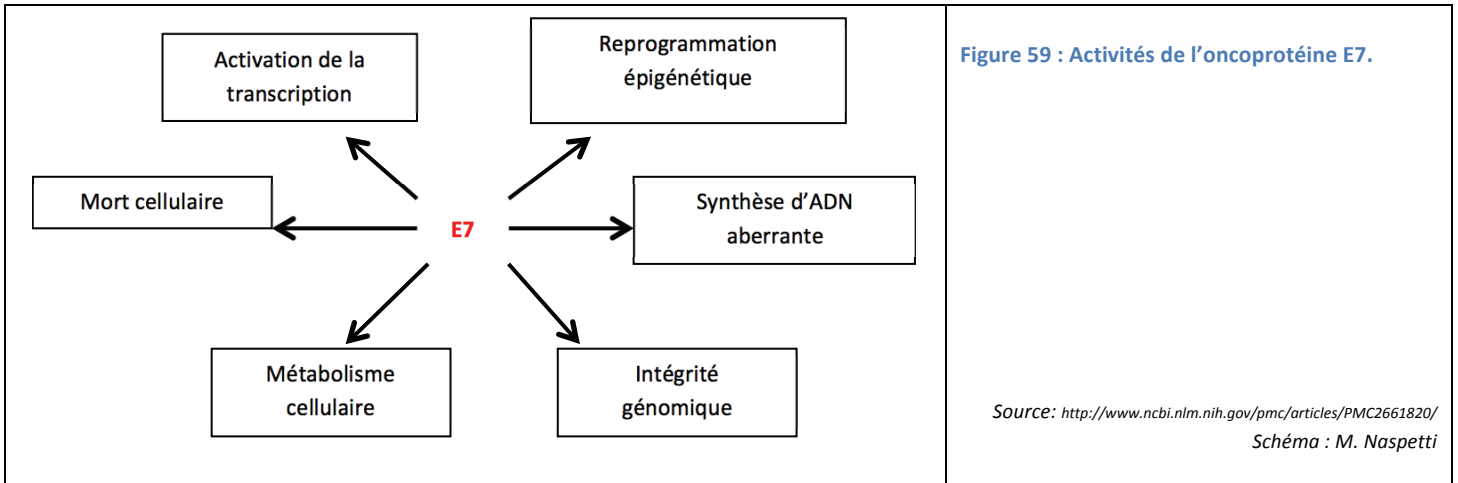 Activation de la
transcription
Reprogrammation
épigénétique
Mort cellulaire
E7
Synthèse d’ADN
aberrante
Métabolisme
cellulaire
Intégrité
génomique
Figure 59 : Activités de l’oncoprotéine E7.
Source: http://www.ncbi.nlm.nih.gov/pmc/articles/PMC2661820/
Schéma : M. Naspetti